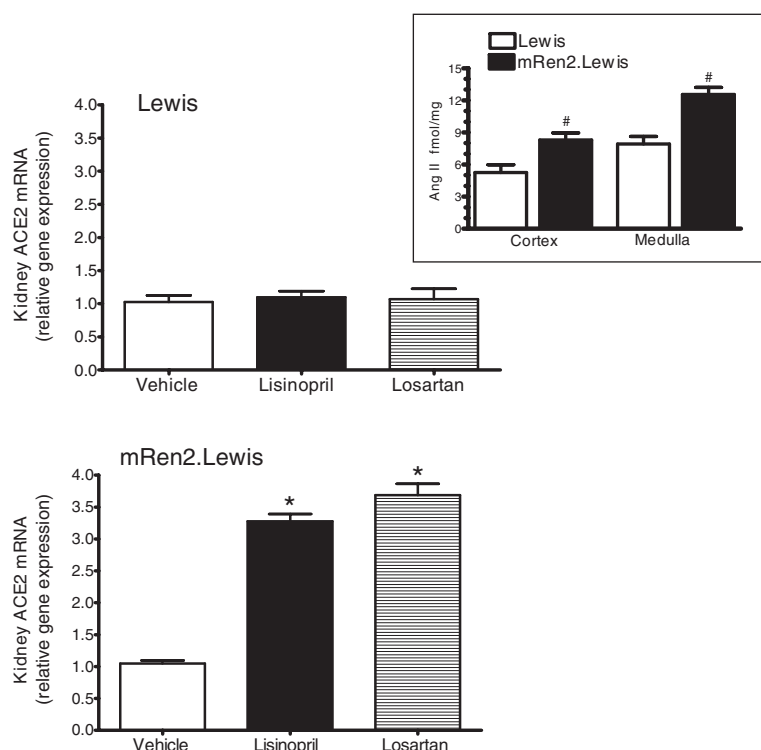 Lewis
Kidney ACE2 mRNA
(relative gene expression)
4.0
3.5
3.0
2.5
2.0
1.5
1.0
0.5
0.0
Vehicle Lisinopril Losartan
Lewis
mRen2.Lewis
Ang II fmol/mg
15
12
9
6
3
0
#
#
Cortex Medulla
mRen2.Lewis
Kidney ACE2 mRNA
(relative gene expression)
4.0
3.5
3.0
2.5
2.0
1.5
1.0
0.5
0.0
*
*
Vehicle Lisinopril Losartan